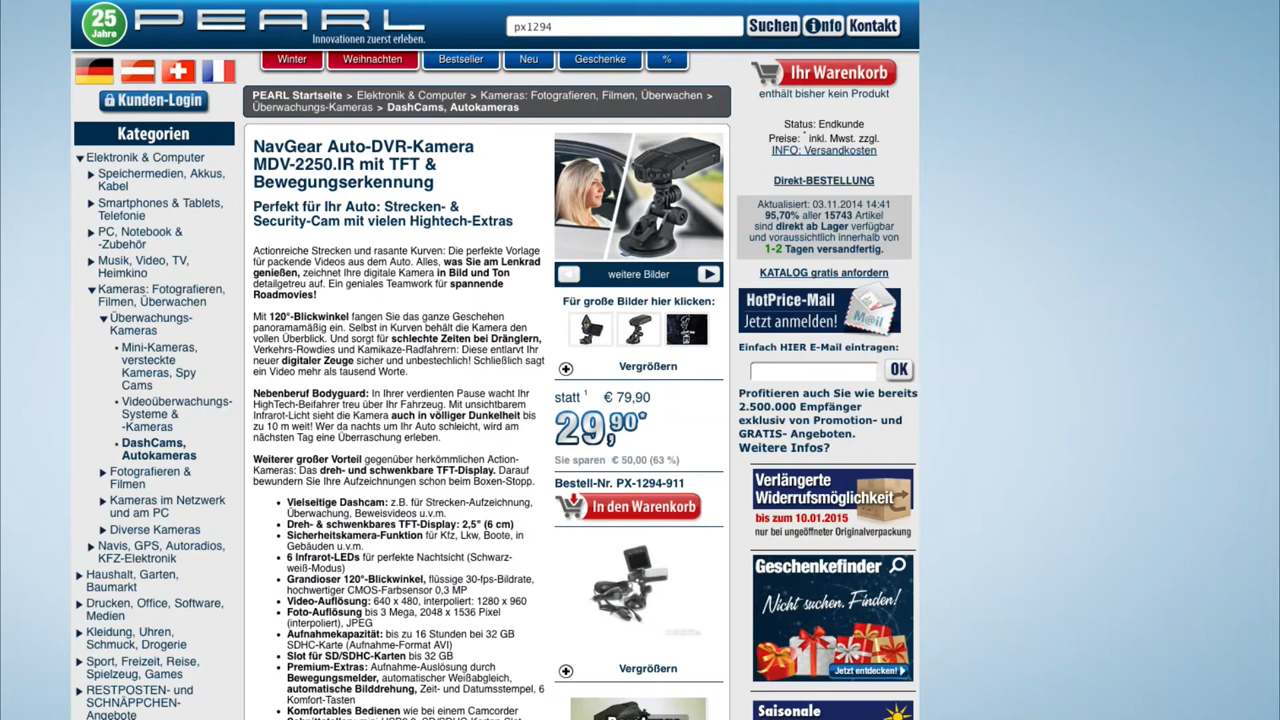 25
Jahre
PEARL
Innovationen zuerst erleben.
px1294
Suchen
info
Kontakt
Winter
Weihnachten
Bestseller
Neu
Geschenke
%
Kunden-Login
Kategorien
Elektronik & Computer
Speichermedien, Akkus,
Kabel
Smartphones & Tablets,
Telefonie
PC, Notebook &
-Zubehör
Musik, Video, TV,
Heimkino
Kameras: Fotografieren,
Filmen, Überwachen
Überwachungs-
Kameras
Mini-Kameras,
versteckte
Kameras, Spy
Cams
Videoüberwachungs-
Systeme &
-Kameras
DashCams,
Autokameras
Fotografieren &
Filmen
Kameras im Netzwerk
und am PC
Diverse Kameras
Navis, GPS, Autoradios,
KFZ-Elektronik
Haushalt, Garten,
Baumarkt
Drucken, Office, Software,
Medien
Kleidung, Uhren,
Schmuck, Drogerie
Sport, Freizeit, Reise,
Spielzeug, Games
RESTPOSTEN- und
SCHNÄPPCHEN-
Angebote
PEARL Startseite > Elektronik & Computer > Kameras: Fotografieren, Filmen, Überwachen >
Überwachungs-Kameras > DashCams, Autokameras
NavGear Auto-DVR-Kamera
MDV-2250.IR mit TFT &
Bewegungserkennung
Perfekt für Ihr Auto: Strecken- &
Security-Cam mit vielen Hightech-Extras
Actionreiche Strecken und rasante Kurven: Die perfekte Vorlage
für packende Videos aus dem Auto. Alles, was Sie am Lenkrad
genießen, zeichnet Ihre digitale Kamera in Bild und Ton
detailgetreu auf. Ein geniales Teamwork für spannende
Roadmovies!
Mit 120°-Blickwinkel fangen Sie das ganze Geschehen
panoramamäßig ein. Selbst in Kurven behält die Kamera den
vollen Überblick. Und sorgt für schlechte Zeiten bei Dränglern,
Verkehrs-Rowdies und Kamikaze-Radfahrern: Diese entlarvt Ihr
neuer digitaler Zeuge sicher und unbestechlich! Schließlich sagt
ein Video mehr als tausend Worte.
Nebenberuf Bodyguard: In Ihrer verdienten Pause wacht Ihr
HighTech-Beifahrer treu über Ihr Fahrzeug. Mit unsichtbarem
Infrarot-Licht sieht die Kamera auch in völliger Dunkelheit bis
zu 10 m weit! Wer da nachts um Ihr Auto schleicht, wird am
nächsten Tag eine Überraschung erleben.
Weiterer großer Vorteil gegenüber herkömmlichen Action-
Kameras: Das dreh- und schwenkbare TFT-Display. Darauf
bewundern Sie Ihre Aufzeichnungen schon beim Boxen-Stopp.
Vielseitige Dashcam: z.B. für Strecken-Aufzeichnung,
Überwachung, Beweisvideos u.v.m.
Dreh- & schwenkbares TFT-Display: 2,5" (6 cm)
Sicherheitskamera-Funktion für Kfz, Lkw, Boote, in
Gebäuden u.v.m.
6 Infrarot-LEDs für perfekte Nachtsicht (Schwarz-
weiß-Modus)
Grandioser 120°-Blickwinkel, flüssige 30-fps-Bildrate,
hochwertiger CMOS-Farbsensor 0,3 MP
Video-Auflösung: 640 x 480, interpoliert: 1280 x 960
Foto-Auflösung bis 3 Mega, 2048 x 1536 Pixel
(interpoliert), JPEG
Aufnahmekapazität: bis zu 16 Stunden bei 32 GB
SDHC-Karte (Aufnahme-Format AVI)
Slot für SD/SDHC-Karten bis 32 GB
Premium-Extras: Aufnahme-Auslösung durch
Bewegungsmelder, automatischer Weißabgleich,
automatische Bilddrehung, Zeit- und Datumsstempel, 6
Komfort-Tasten
Komfortables Bedienen wie bei einem Camcorder
weitere Bilder
Für große Bilder hier klicken:
Vergrößern
statt 1 € 79,90
29,90*
Sie sparen € 50,00 (63 %)
Bestell-Nr. PX-1294-911
In den Warenkorb
Vergrößern
Ihr Warenkorb
enthält bisher kein Produkt
Status: Endkunde
Preise: * inkl. Mwst. zzgl.
INFO: Versandkosten
Direkt-BESTELLUNG
Aktualisiert: 03.11.2014 14:41
95,70% aller 15743 Artikel
sind direkt ab Lager verfügbar
und voraussichtlich innerhalb von
1-2 Tagen versandfertig.
KATALOG gratis anfordern
HotPrice-Mail
Jetzt anmelden!
M@il
Einfach HIER E-Mail eintragen:
OK
Profitieren auch Sie wie bereits
2.500.000 Empfänger
exklusiv von Promotion- und
GRATIS- Angeboten.
Weitere Infos?
Verlängerte
Widerrufsmöglichkeit
bis zum 10.01.2015
nur bei ungeöffneter Originalverpackung
Geschenkefinder
Nicht suchen. Finden!
Jetzt entdecken!
Saisonale